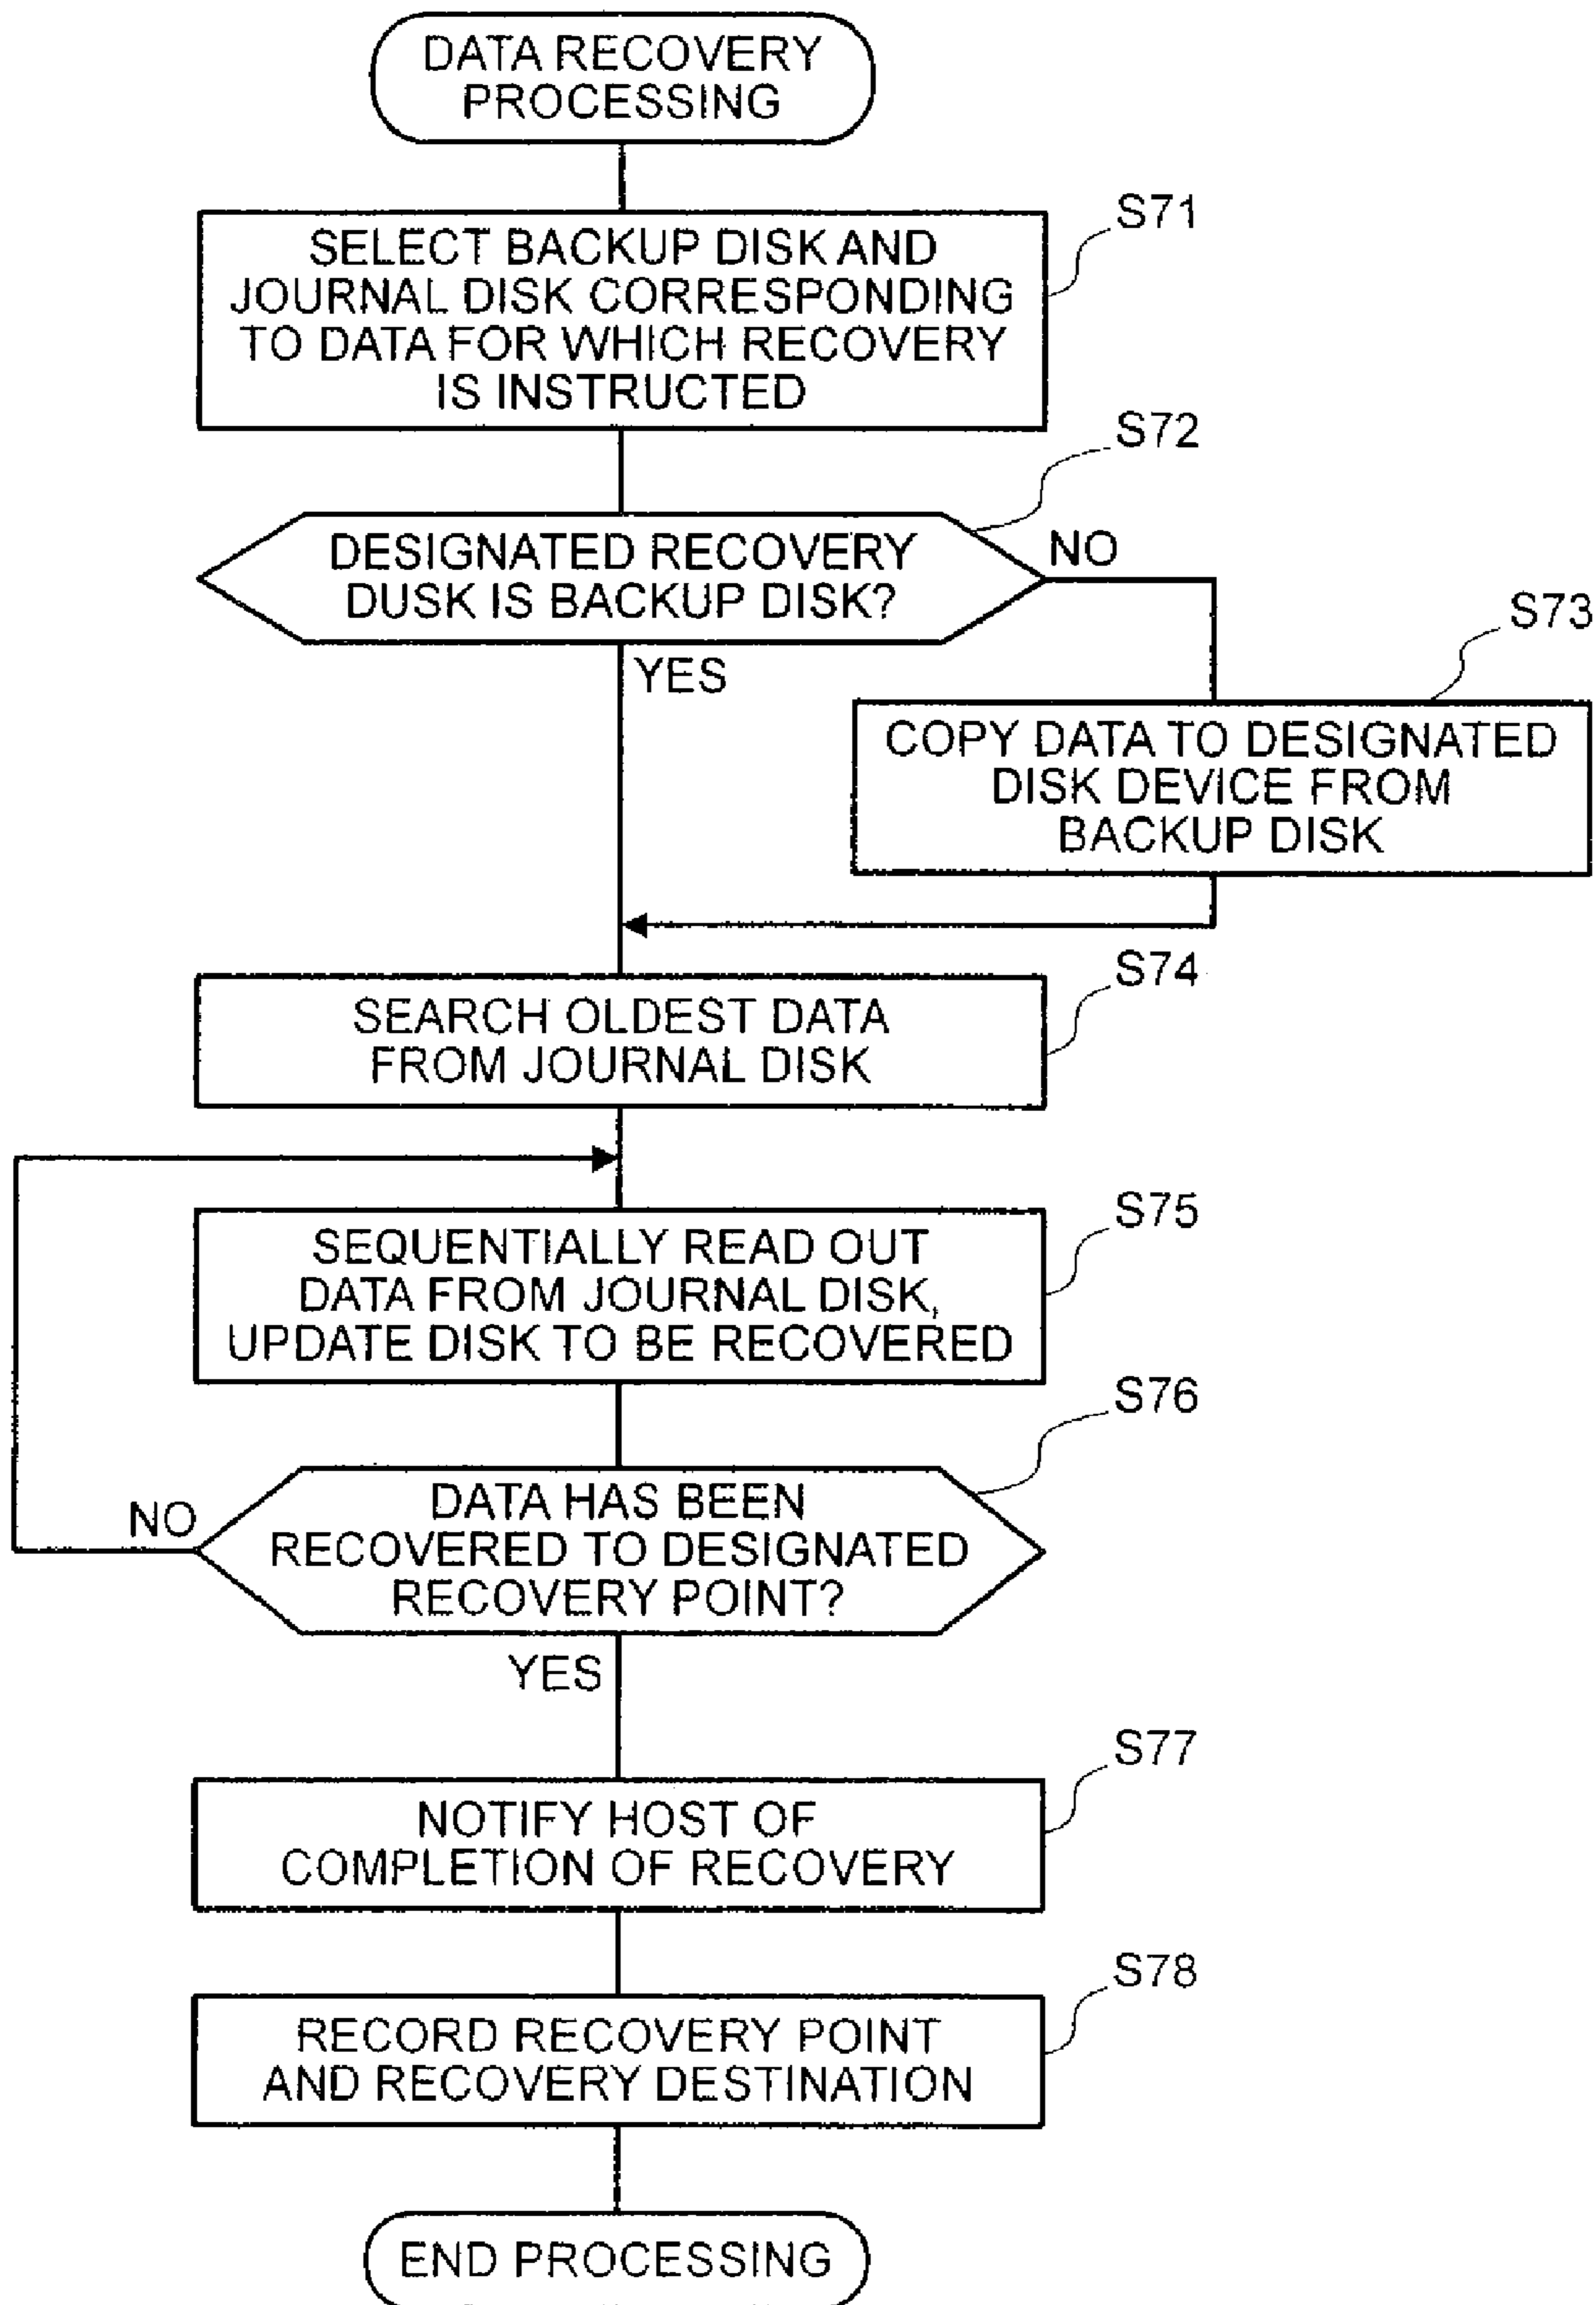 DATA RECOVERY
PROCESSING
S71
SELECT BACKUP DISK AND
JOURNAL DISK CORRESPONDING
TO DATA FOR WHICH RECOVERY
IS INSTRUCTED
S72
DESIGNATED RECOVERY
DUSK IS BACKUP DISK?
NO
YES
S73
COPY DATA TO DESIGNATED
DISK DEVICE FROM
BACKUP DISK
S74
SEARCH OLDEST DATA
FROM JOURNAL DISK
S75
SEQUENTIALLY READ OUT
DATA FROM JOURNAL DISK,
UPDATE DISK TO BE RECOVERED
S76
DATA HAS BEEN
RECOVERED TO DESIGNATED
RECOVERY POINT?
NO
YES
S77
NOTIFY HOST OF
COMPLETION OF RECOVERY
S78
RECORD RECOVERY POINT
AND RECOVERY DESTINATION
END PROCESSING